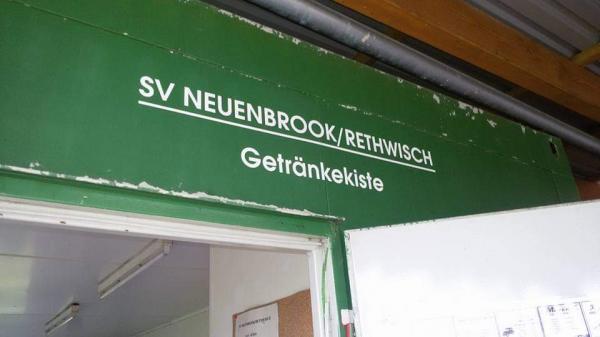 SV NEUENBROOK/RETHWISCH
Getränkekiste